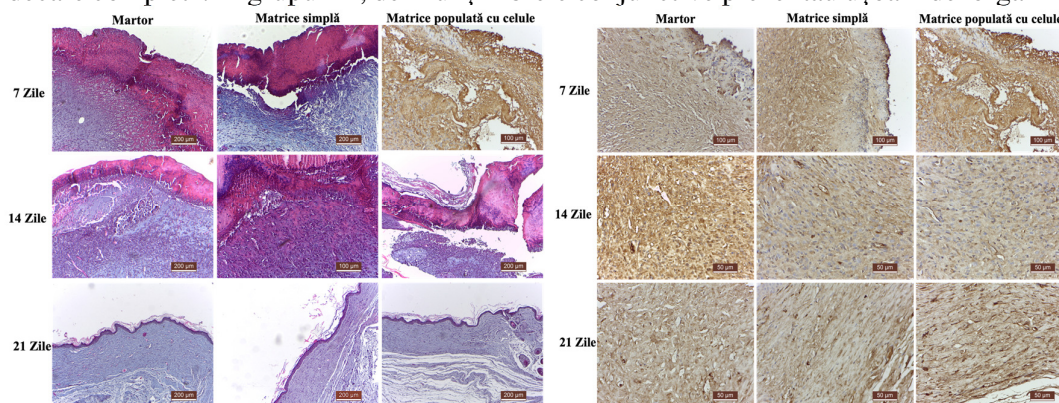 Martor Matrice simplă Matrice populată cu celule
7 Zile
200 µm 200 µm 100 µm
14 Zile
200 µm 100 µm 200 µm
21 Zile
200 µm 200 µm 200 µm
Martor Matrice simplă Matrice populată cu celule
7 Zile
100 µm 100 µm 100 µm
14 Zile
50 µm 50 µm 50 µm
21 Zile
50 µm 50 µm 50 µm